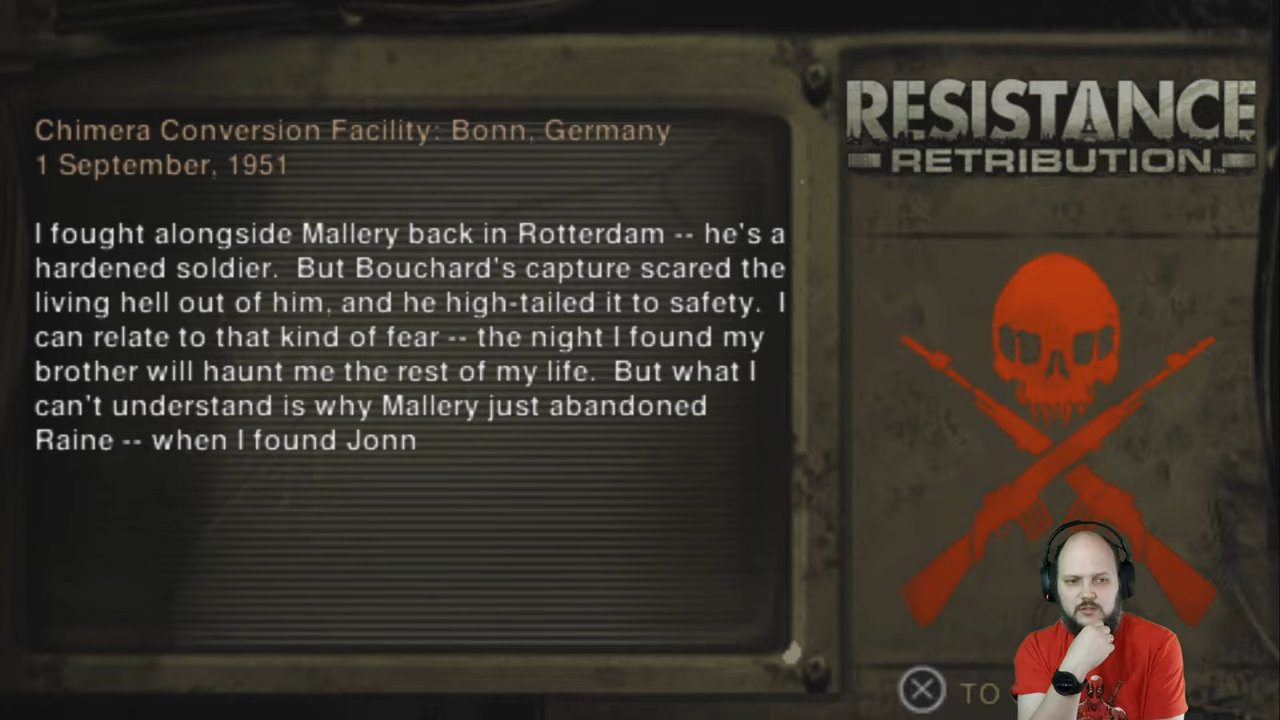 Chimera Conversion Facility: Bonn, Germany
1 September, 1951
I fought alongside Mallery back in Rotterdam -- he's a
hardened soldier.  But Bouchard's capture scared the
living hell out of him, and he high-tailed it to safety.  I
can relate to that kind of fear -- the night I found my
brother will haunt me the rest of my life.  But what I
can't understand is why Mallery just abandoned
Raine -- when I found Jonn
RESISTANCE
RETRIBUTION™
TO